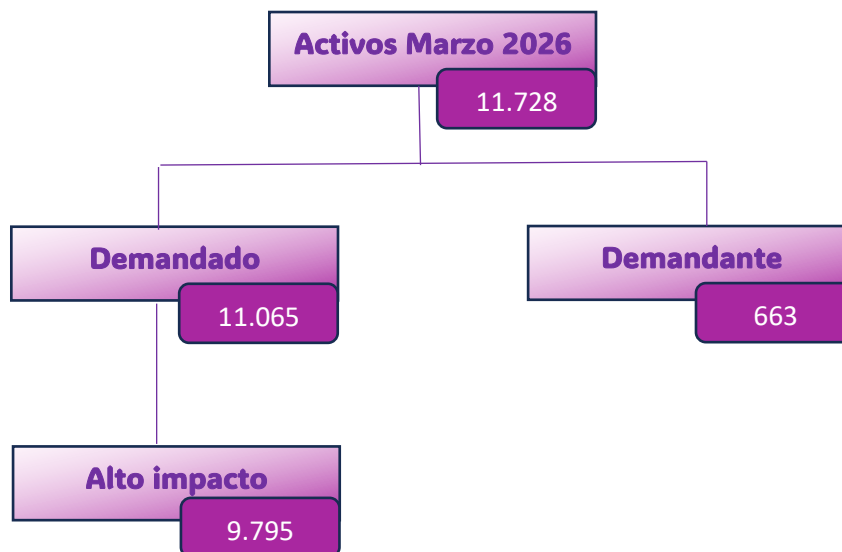 Activos Marzo 2026
11.728
Demandado
11.065
Demandante
663
Alto impacto
9.795